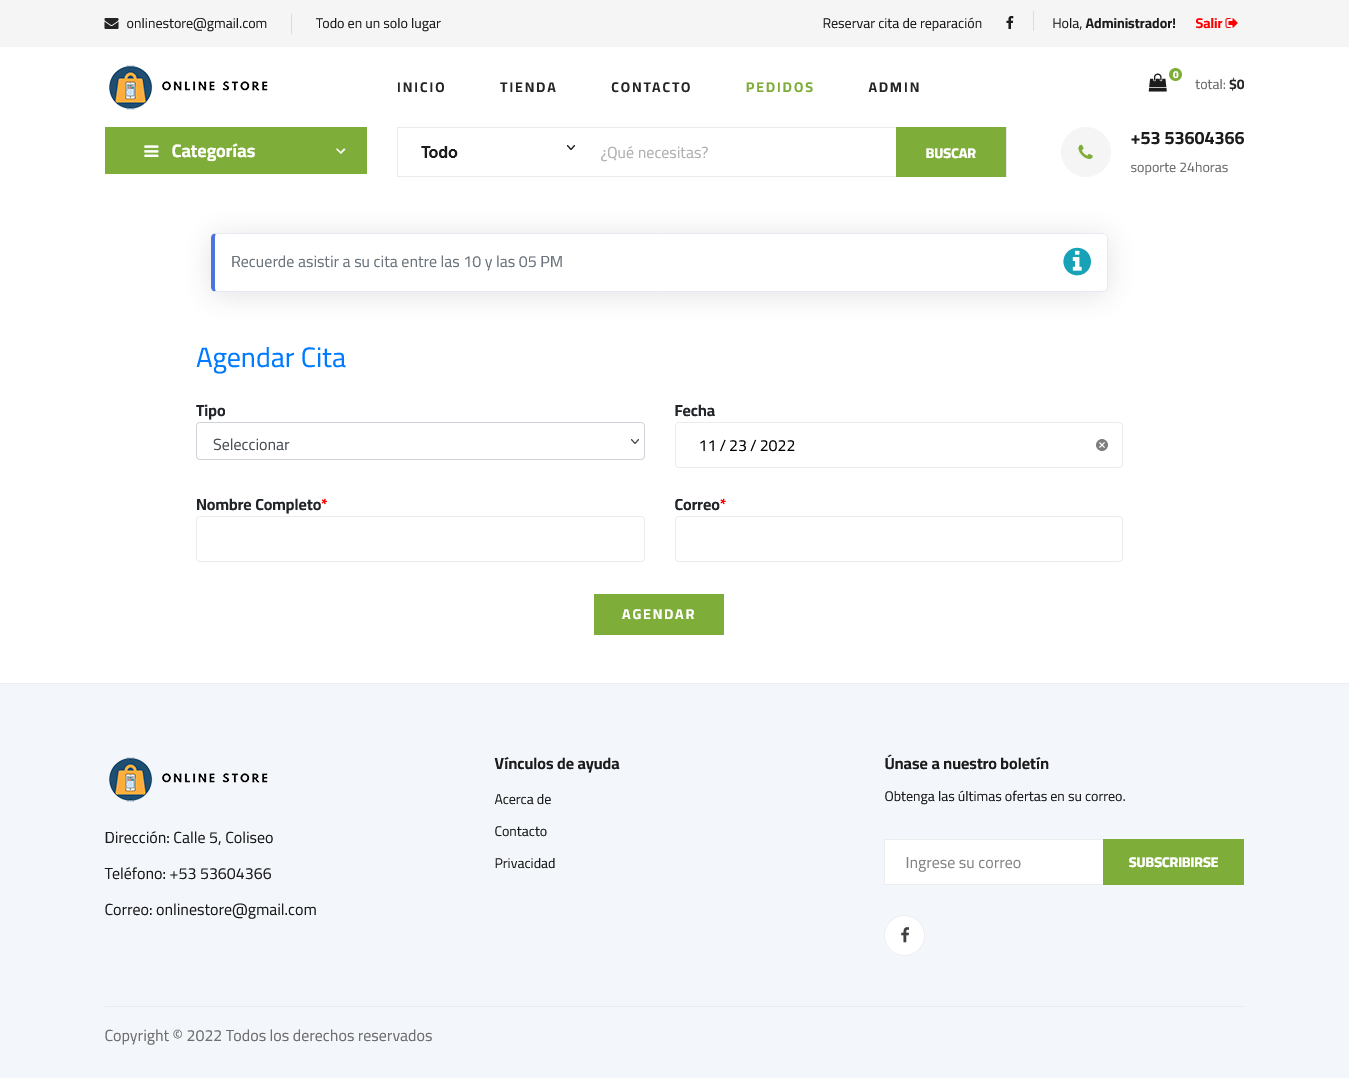 onlinestore@gmail.com
Todo en un solo lugar
Reservar cita de reparación
Hola, Administrador!
Salir
ONLINE STORE
INICIO
TIENDA
CONTACTO
PEDIDOS
ADMIN
0
total: $0
Categorías
Todo
¿Qué necesitas?
BUSCAR
+53 53604366
soporte 24horas
Recuerde asistir a su cita entre las 10 y las 05 PM
Agendar Cita
Tipo
Fecha
Seleccionar
11 / 23 / 2022
Nombre Completo*
Correo*
AGENDAR
ONLINE STORE
Dirección: Calle 5, Coliseo
Teléfono: +53 53604366
Correo: onlinestore@gmail.com
Vínculos de ayuda
Acerca de
Contacto
Privacidad
Únase a nuestro boletín
Obtenga las últimas ofertas en su correo.
Ingrese su correo
SUBSCRIBIRSE
Copyright © 2022 Todos los derechos reservados